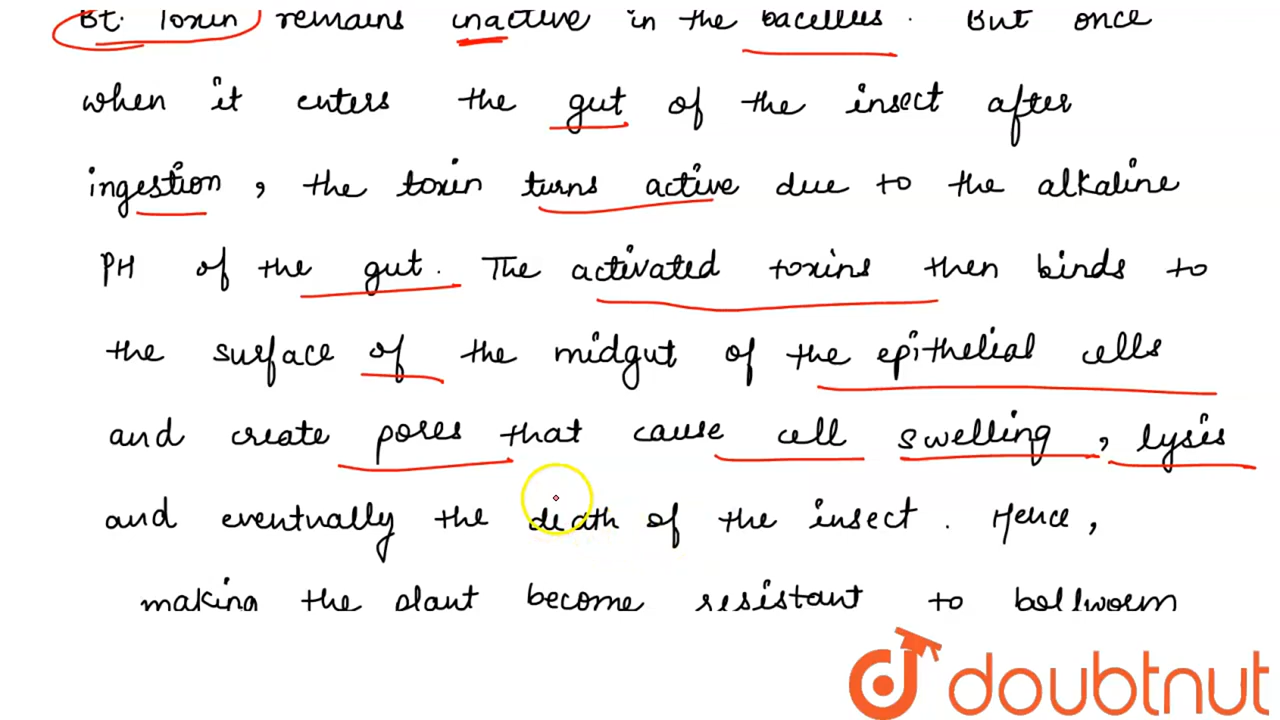 Bt. Toxin remains inactive in the bacellus. But once
when it enters the gut of the insect after
ingestion, the toxin turns active due to the alkaline
PH of the gut. The activated toxins then binds to
the surface of the midgut of the epithelial cells
and create pores that cause cell swelling, lysis
and eventually the death of the insect. Hence,
making the plant become resistant to bollworm
doubtnut